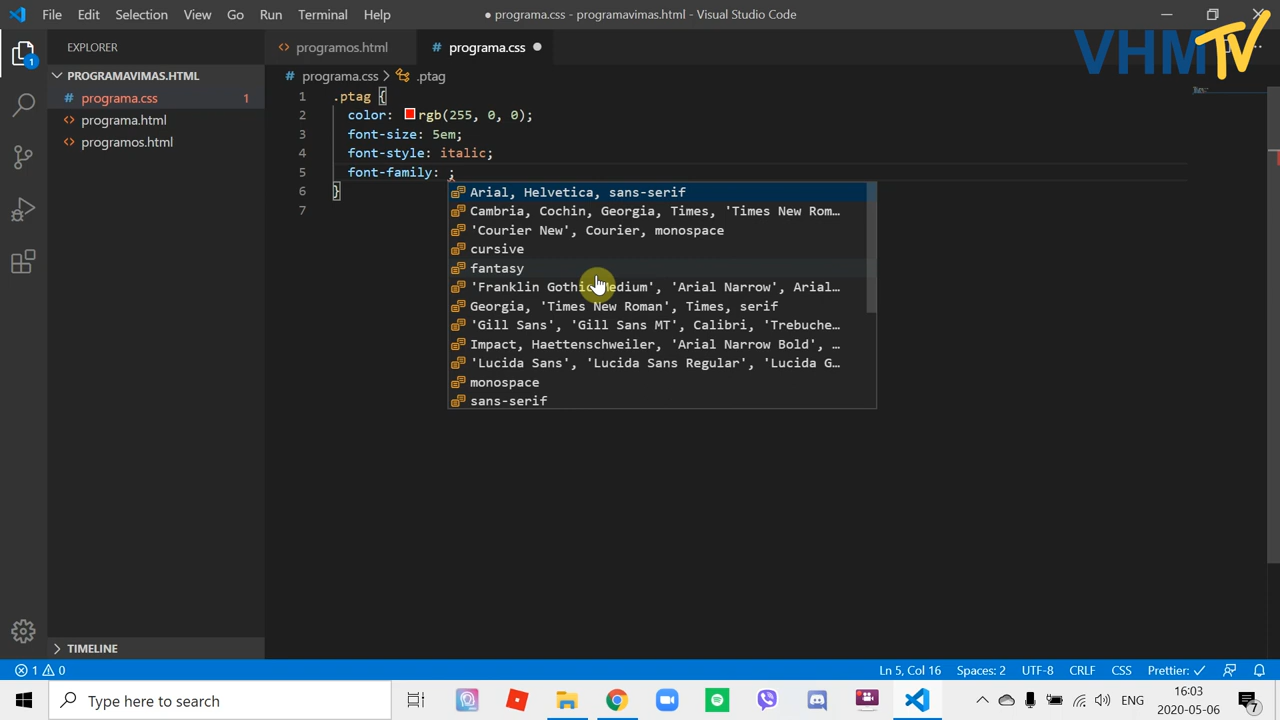 File Edit Selection View Go Run Terminal Help
● programa.css - programavimas.html - Visual Studio Code
VHM TV
EXPLORER
programos.html
# programa.css ●
PROGRAMAVIMAS.HTML
# programa.css > .ptag
# programa.css 1
programa.html
programos.html
1 .ptag {
2 color: rgb(255, 0, 0);
3 font-size: 5em;
4 font-style: italic;
5 font-family: ;
6 }
7
Arial, Helvetica, sans-serif
Cambria, Cochin, Georgia, Times, 'Times New Rom…
'Courier New', Courier, monospace
cursive
fantasy
'Franklin Gothic Medium', 'Arial Narrow', Arial…
Georgia, 'Times New Roman', Times, serif
'Gill Sans', 'Gill Sans MT', Calibri, 'Trebuche…
Impact, Haettenschweiler, 'Arial Narrow Bold', …
'Lucida Sans', 'Lucida Sans Regular', 'Lucida G…
monospace
sans-serif
TIMELINE
1 0
Ln 5, Col 16 Spaces: 2 UTF-8 CRLF CSS Prettier: ✓
Type here to search
ENG
16:03
2020-05-06
7